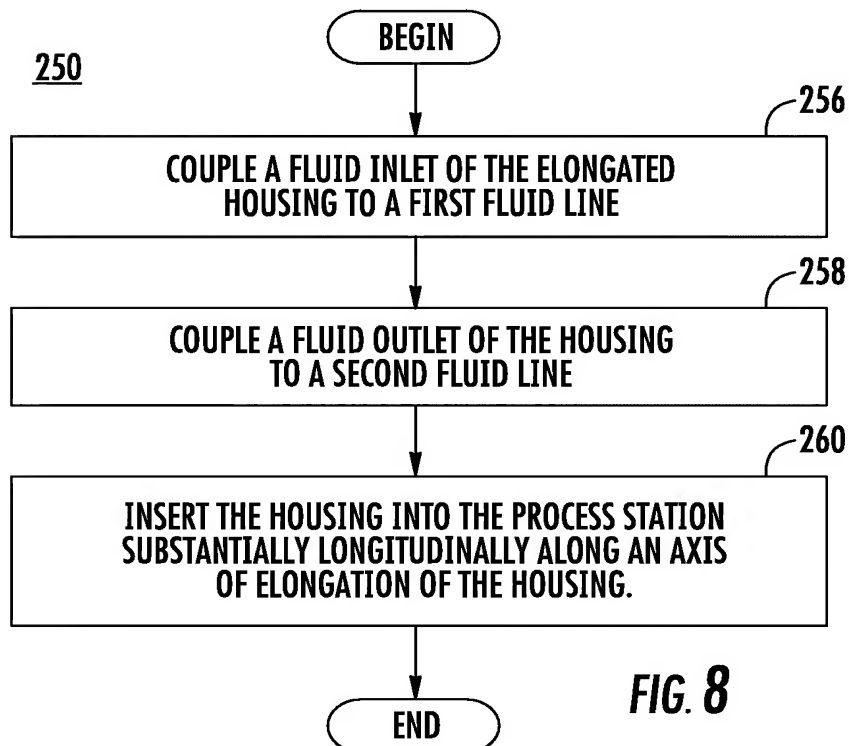 BEGIN
250
256
COUPLE A FLUID INLET OF THE ELONGATED
HOUSING TO A FIRST FLUID LINE
258
COUPLE A FLUID OUTLET OF THE HOUSING
TO A SECOND FLUID LINE
260
INSERT THE HOUSING INTO THE PROCESS STATION
SUBSTANTIALLY LONGITUDINALLY ALONG AN AXIS
OF ELONGATION OF THE HOUSING.
FIG. 8
END